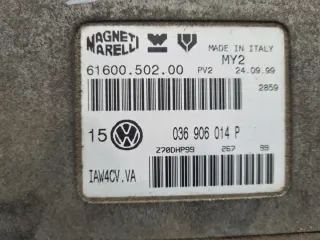 MAGNETI MARELLI
MADE IN ITALY
MY2
61600.502.00 PV2 24.09.99
2859
15 036 906 014 P
Z70DHP99 267 99
IAW4CV.VA